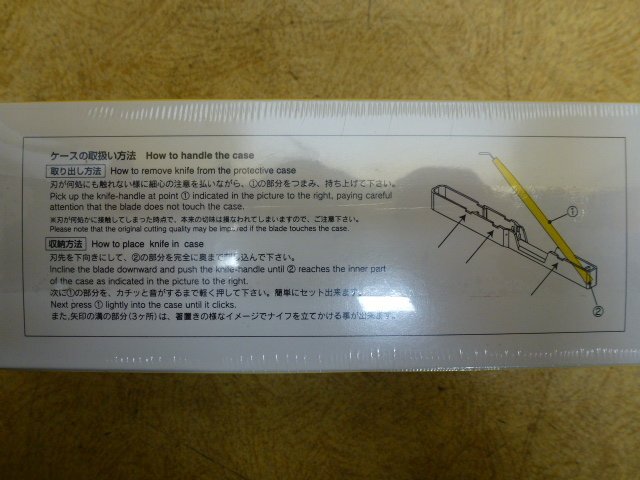 ケースの取扱い方法 How to handle the case
取り出し方法 How to remove knife from the protective case
刃が何処にも触れない様に細心の注意を払いながら、①の部分をつまみ、持ち上げて下さい。
Pick up the knife-handle at point ① indicated in the picture to the right, paying careful
attention that the blade does not touch the case.
※刃が何処かに接触してしまった時点で、本来の切味は損なわれてしまいますので、ご注意下さい。
Please note that the original cutting quality may be impaired if the blade touches the case.
収納方法 How to place knife in case
刃先を下向きにして、②の部分を完全に奥まで刺し込んで下さい。
Incline the blade downward and push the knife-handle until ② reaches the inner part
of the case as indicated in picture to the right.
次に①の部分を、カチッと音がするまで軽く押して下さい。簡単にセット出来ます。
Next press ① lightly into the case until it clicks.
また,矢印の溝の部分(3ヶ所)は、箸置きの様なイメージでナイフを立てかける事が出来ます。
①
②